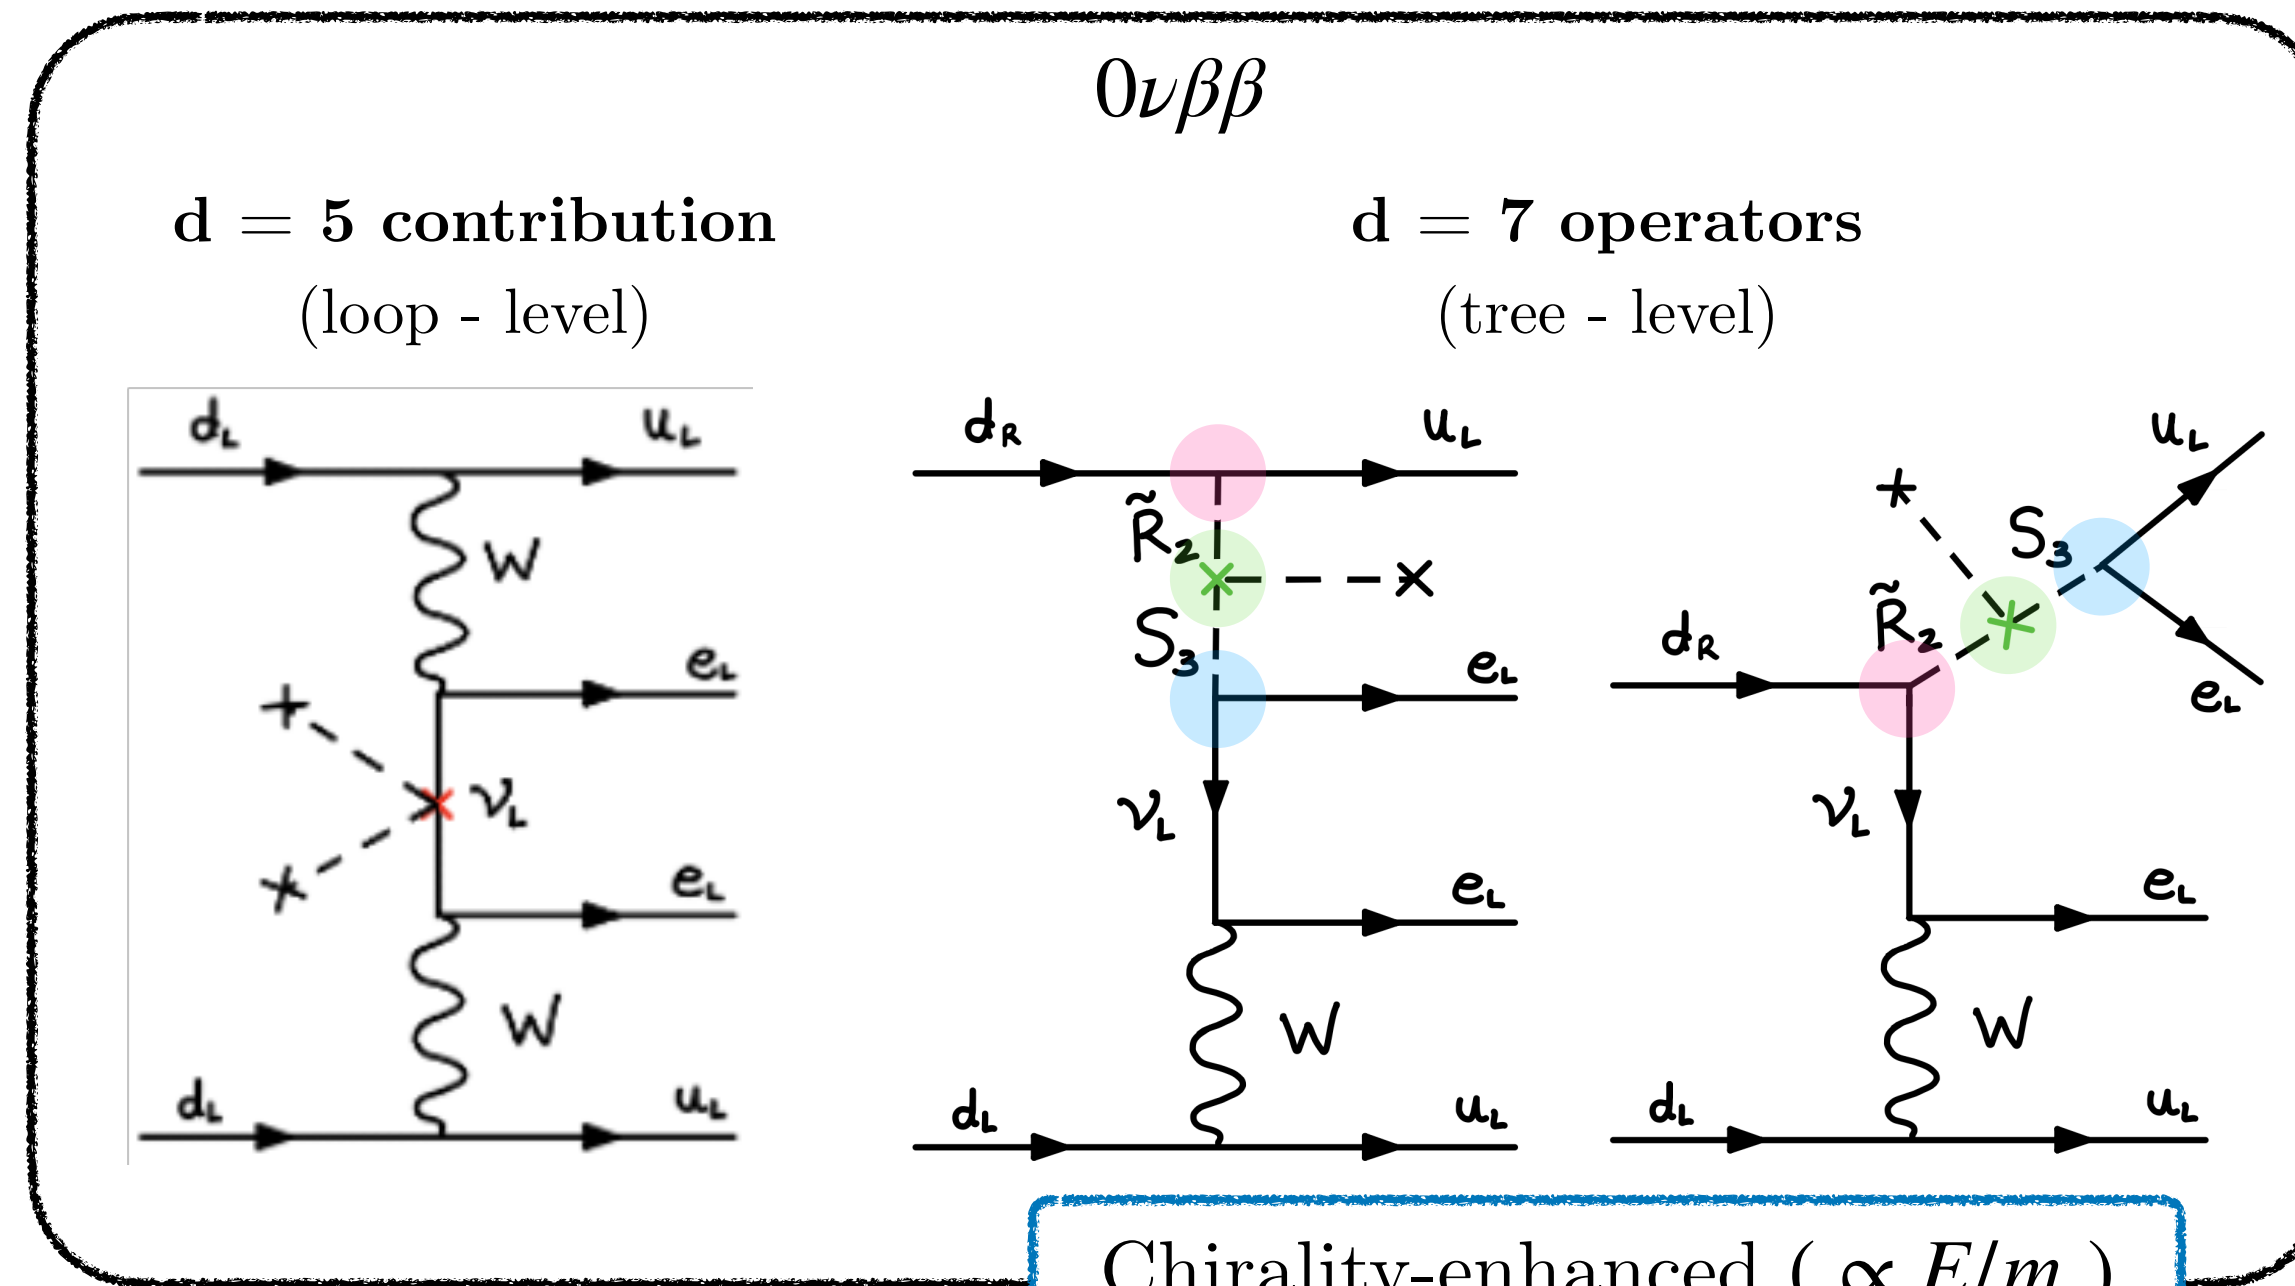 0νββ
d = 5 contribution
(loop - level)
d = 7 operators
(tree - level)
d_L
u_L
W
e_L
ν_L
e_L
W
d_L
u_L
d_R
u_L
R̃_2
S_3
e_L
ν_L
e_L
W
d_L
u_L
u_L
S_3
R̃_2
d_R
e_L
ν_L
e_L
W
d_L
u_L
Chirality-enhanced ( ∝ E/m )